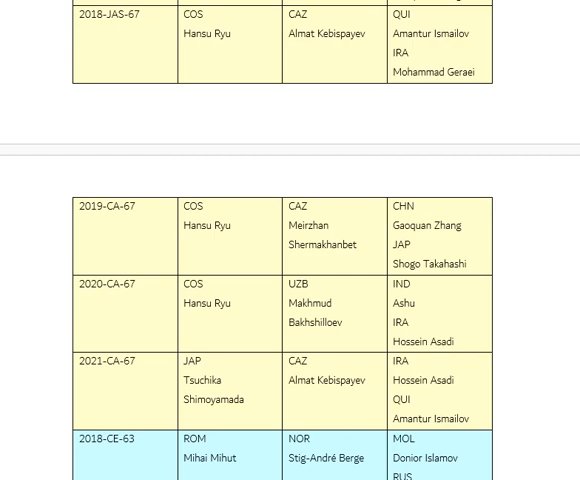 2018-JAS-67 COS CAZ QUI
Hansu Ryu Almat Kebispayev Amantur Ismailov
IRA
Mohammad Geraei
2019-CA-67 COS CAZ CHN
Hansu Ryu Meirzhan Gaoquan Zhang
Shermakhanbet JAP
Shogo Takahashi
2020-CA-67 COS UZB IND
Hansu Ryu Makhmud Ashu
Bakhshilloev IRA
Hossein Asadi
2021-CA-67 JAP CAZ IRA
Tsuchika Almat Kebispayev Hossein Asadi
Shimoyamada QUI
Amantur Ismailov
2018-CE-63 ROM NOR MOL
Mihai Mihut Stig-André Berge Donior Islamov
RUS